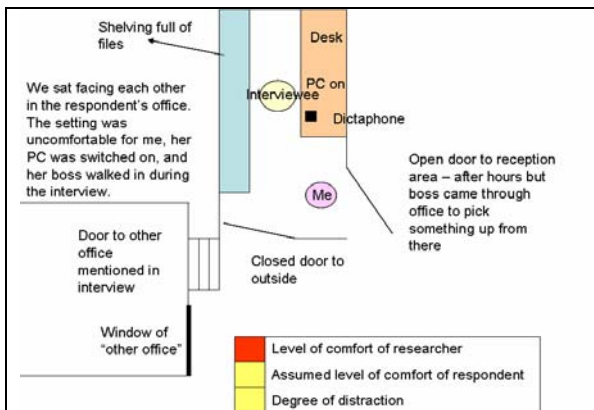 Shelving full of
files
Desk
PC on
Interviewee
Dictaphone
We sat facing each other
in the respondent's office.
The setting was
uncomfortable for me, her
PC was switched on, and
her boss walked in during
the interview.
Me
Open door to reception
area – after hours but
boss came through
office to pick
something up from
there
Door to other
office
mentioned in
interview
Closed door to
outside
Window of
"other office"
Level of comfort of researcher
Assumed level of comfort of respondent
Degree of distraction